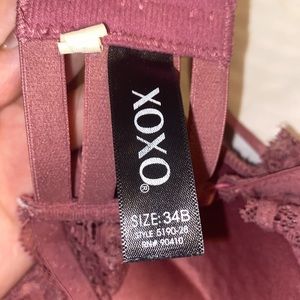 XOXO®
SIZE: 34B
STYLE 5190-28
RN# 90410